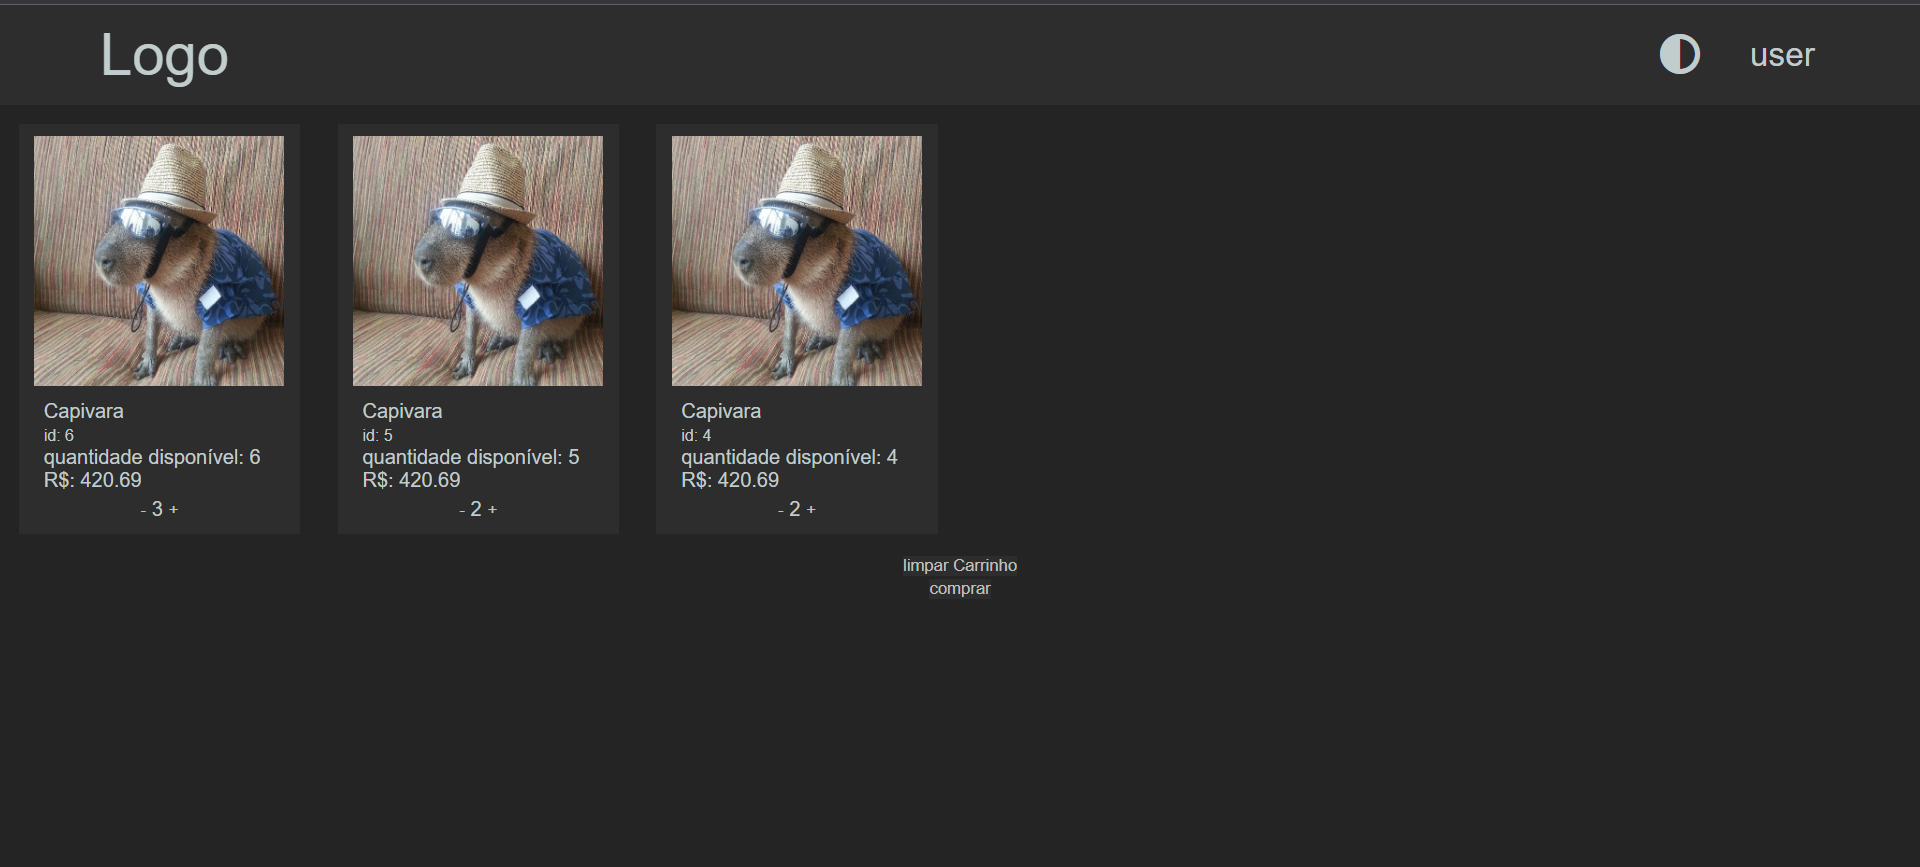 Logo
user
Capivara
id: 6
quantidade disponível: 6
R$: 420.69
- 3 +
Capivara
id: 5
quantidade disponível: 5
R$: 420.69
- 2 +
Capivara
id: 4
quantidade disponível: 4
R$: 420.69
- 2 +
limpar Carrinho
comprar